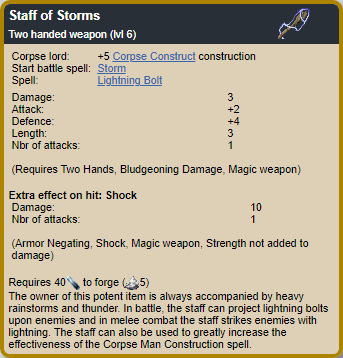 Staff of Storms
Two handed weapon (lvl 6)
Corpse lord: +5 Corpse Construct construction
Start battle spell: Storm
Spell: Lightning Bolt
Damage: 3
Attack: +2
Defence: +4
Length: 3
Nbr of attacks: 1
(Requires Two Hands, Bludgeoning Damage, Magic weapon)
Extra effect on hit: Shock
Damage: 10
Nbr of attacks: 1
(Armor Negating, Shock, Magic weapon, Strength not added to
damage)
Requires 40 to forge (5)
The owner of this potent item is always accompanied by heavy
rainstorms and thunder. In battle, the staff can project lightning bolts
upon enemies and in melee combat the staff strikes enemies with
lightning. The staff can also be used to greatly increase the
effectiveness of the Corpse Man Construction spell.